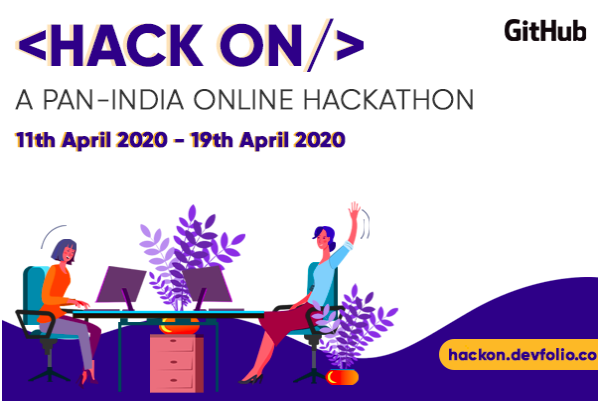 <HACK ON/>
GitHub
A PAN-INDIA ONLINE HACKATHON
11th April 2020 - 19th April 2020
hackon.devfolio.co